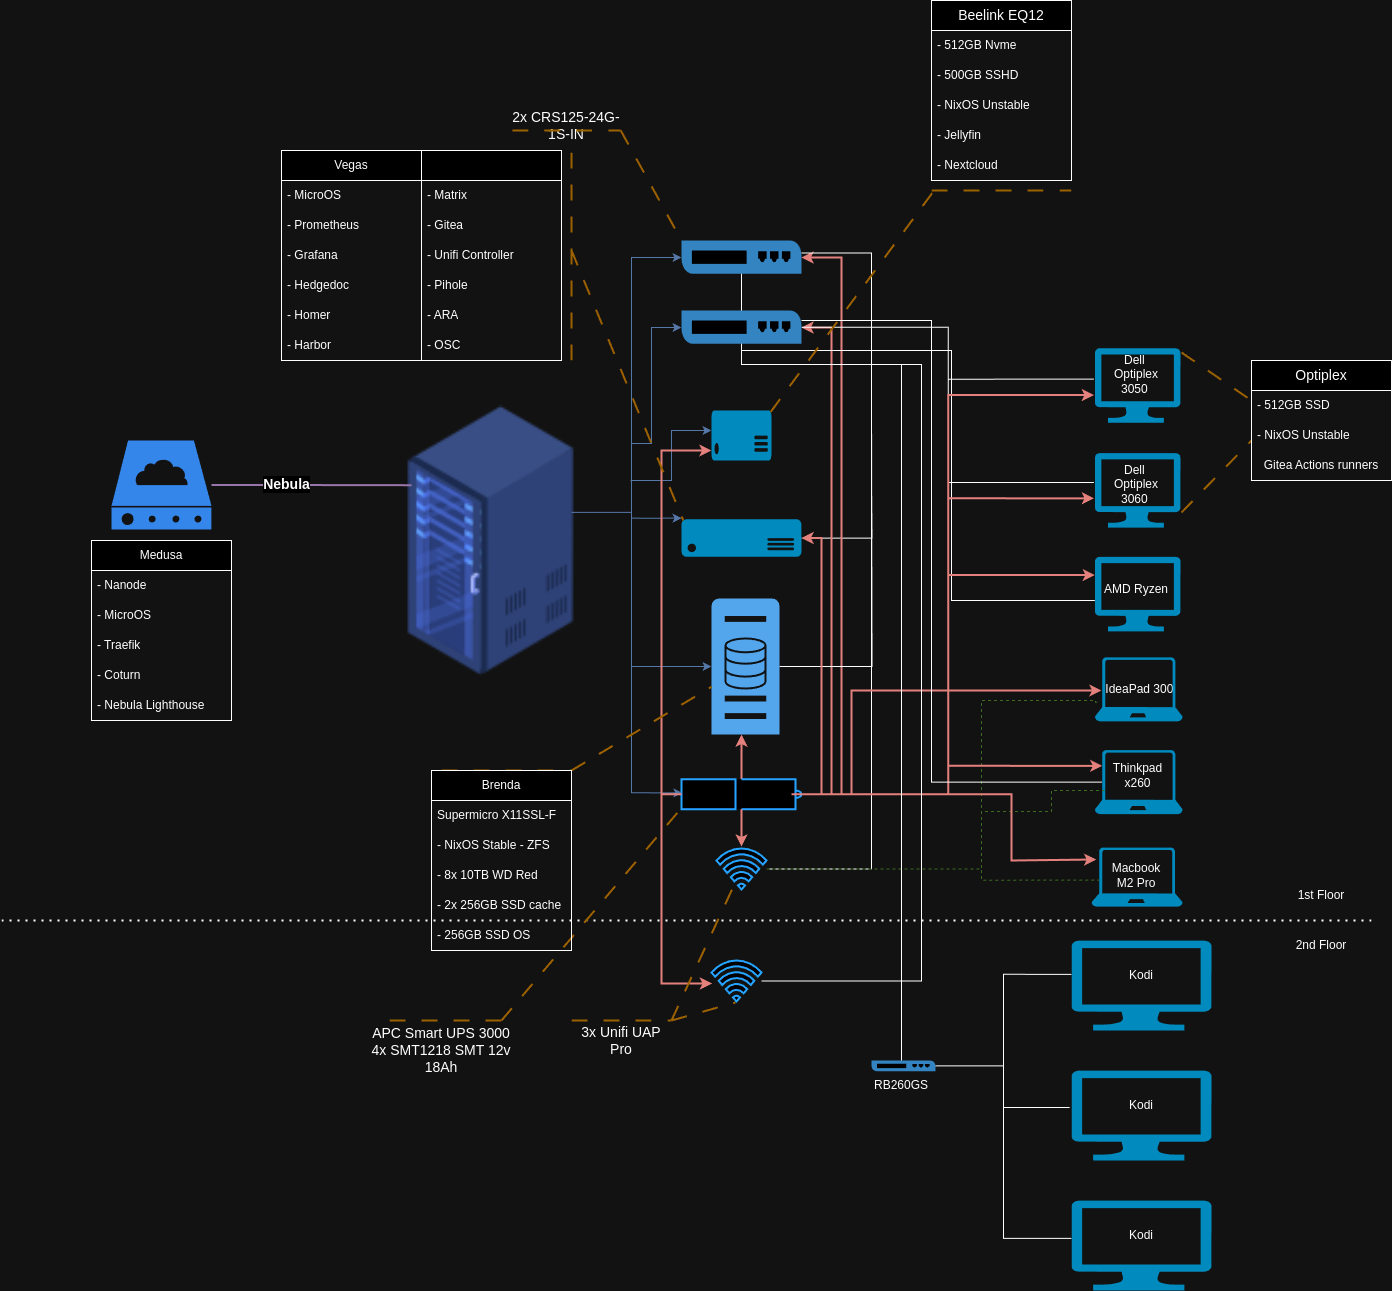 Beelink EQ12
- 512GB Nvme
- 500GB SSHD
- NixOS Unstable
- Jellyfin
- Nextcloud
2x CRS125-24G-
1S-IN
Vegas
- MicroOS
- Prometheus
- Grafana
- Hedgedoc
- Homer
- Harbor
- Matrix
- Gitea
- Unifi Controller
- Pihole
- ARA
- OSC
Dell
Optiplex
3050
Optiplex
- 512GB SSD
- NixOS Unstable
Gitea Actions runners
Dell
Optiplex
3060
Nebula
Medusa
- Nanode
- MicroOS
- Traefik
- Coturn
- Nebula Lighthouse
AMD Ryzen
IdeaPad 300
Thinkpad
x260
Macbook
M2 Pro
Brenda
Supermicro X11SSL-F
- NixOS Stable - ZFS
- 8x 10TB WD Red
- 2x 256GB SSD cache
- 256GB SSD OS
1st Floor
2nd Floor
Kodi
APC Smart UPS 3000
4x SMT1218 SMT 12v
18Ah
3x Unifi UAP
Pro
RB260GS
Kodi
Kodi